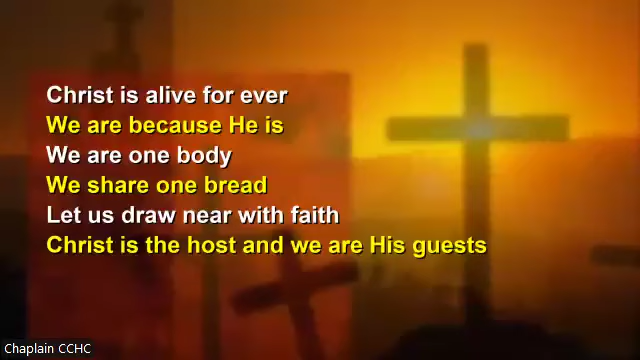 Christ is alive for ever
We are because He is
We are one body
We share one bread
Let us draw near with faith
Christ is the host and we are His guests
Chaplain CCHC